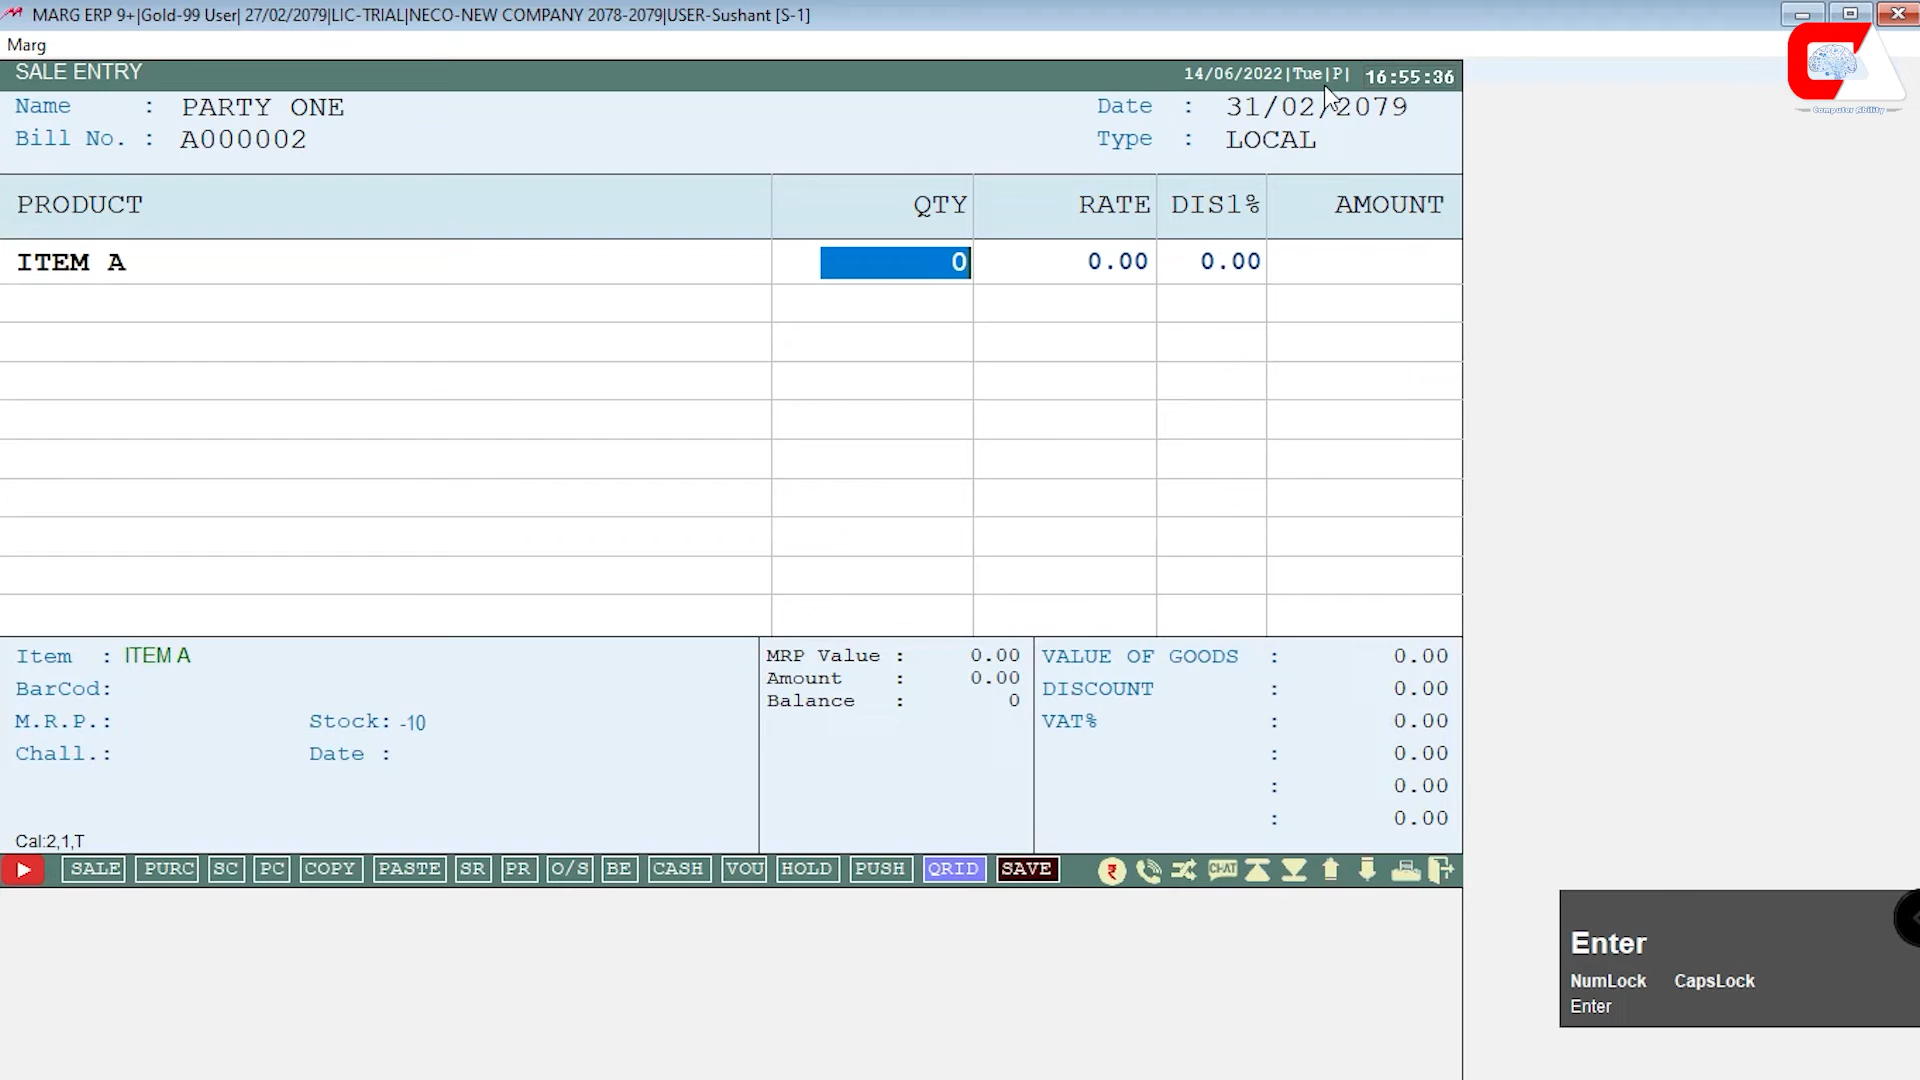 MARG ERP 9+|Gold-99 User| 27/02/2079|LIC-TRIAL|NECO-NEW COMPANY 2078-2079|USER-Sushant [S-1]
Marg
SALE ENTRY 14/06/2022|Tue|P| 16:55:36
Name : PARTY ONE Date : 31/02/2079
Bill No. : A000002 Type : LOCAL
Computer Ability
PRODUCT QTY RATE DIS1% AMOUNT
ITEM A 0 0.00 0.00
Item : ITEM A MRP Value : 0.00 VALUE OF GOODS : 0.00
BarCod: Amount : 0.00 DISCOUNT : 0.00
M.R.P.: Stock: -10 Balance : 0 VAT% : 0.00
Chall.: Date : : 0.00
: 0.00
: 0.00
Cal:2,1,T
SALE PURC SC PC COPY PASTE SR PR O/S BE CASH VOU HOLD PUSH QRID SAVE ₹ CHAT
Enter
NumLock CapsLock
Enter